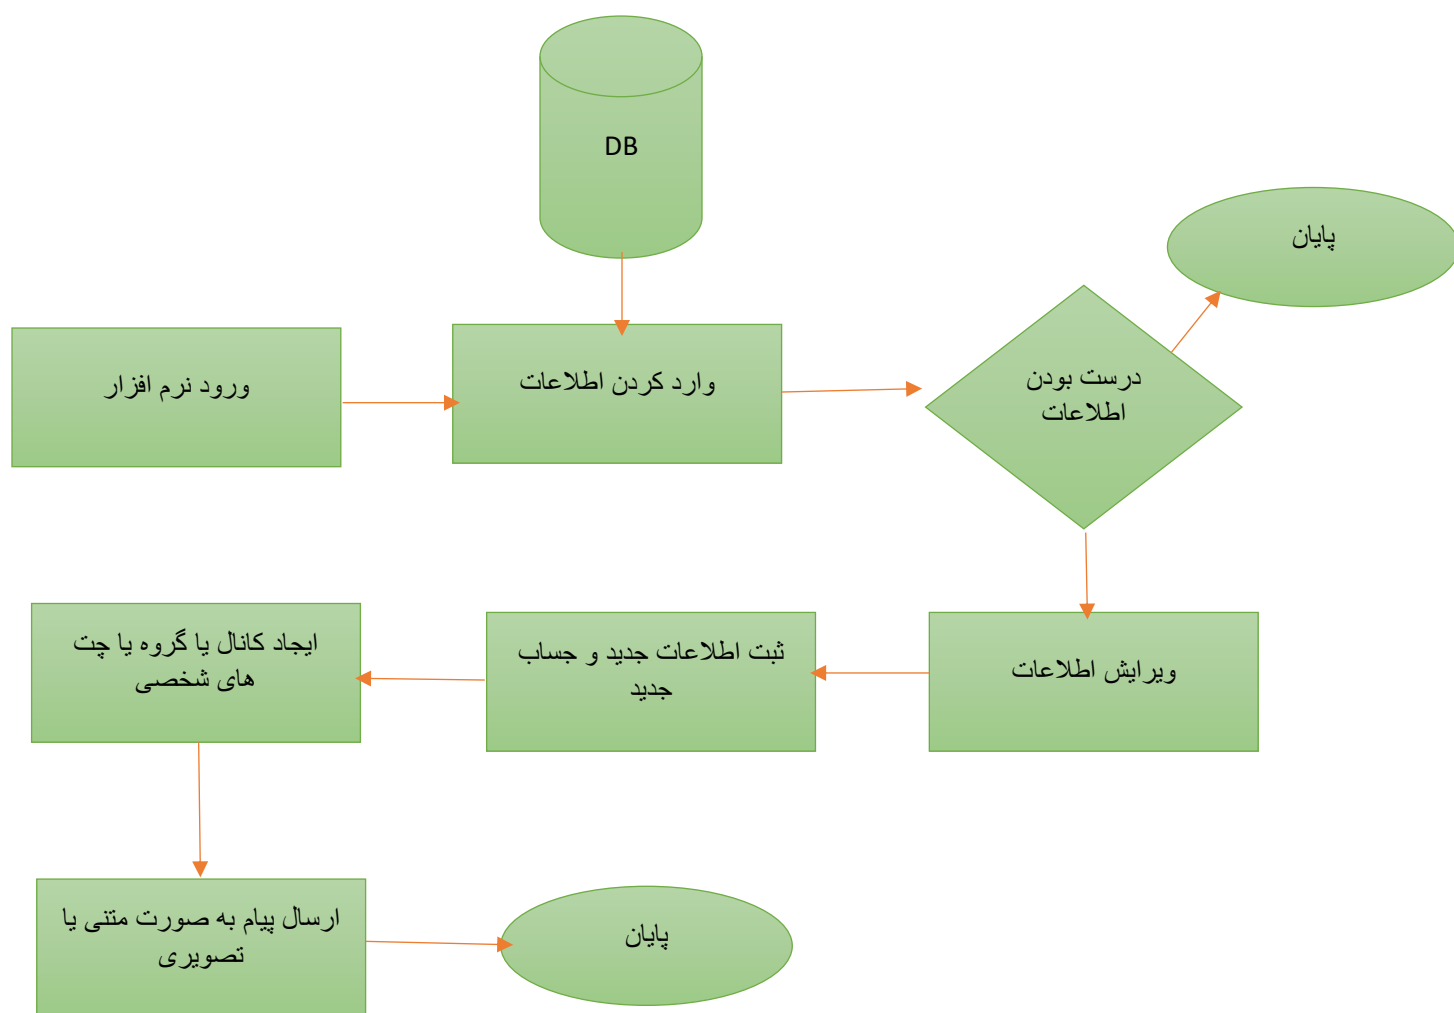 DB
پایان
ورود نرم افزار
وارد کردن اطلاعات
درست بودن
اطلاعات
ایجاد کانال یا گروه یا چت
های شخصی
ثبت اطلاعات جدید و جساب
جدید
ویرایش اطلاعات
ارسال پیام به صورت متنی یا
تصویری
پایان